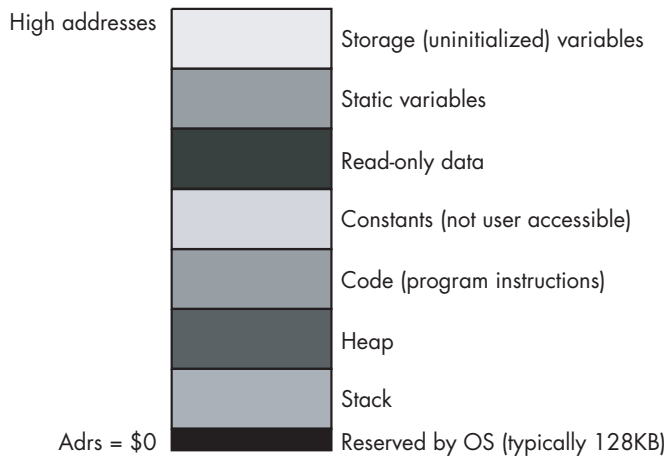 High addresses
Storage (uninitialized) variables
Static variables
Read-only data
Constants (not user accessible)
Code (program instructions)
Heap
Stack
Adrs = $0
Reserved by OS (typically 128KB)